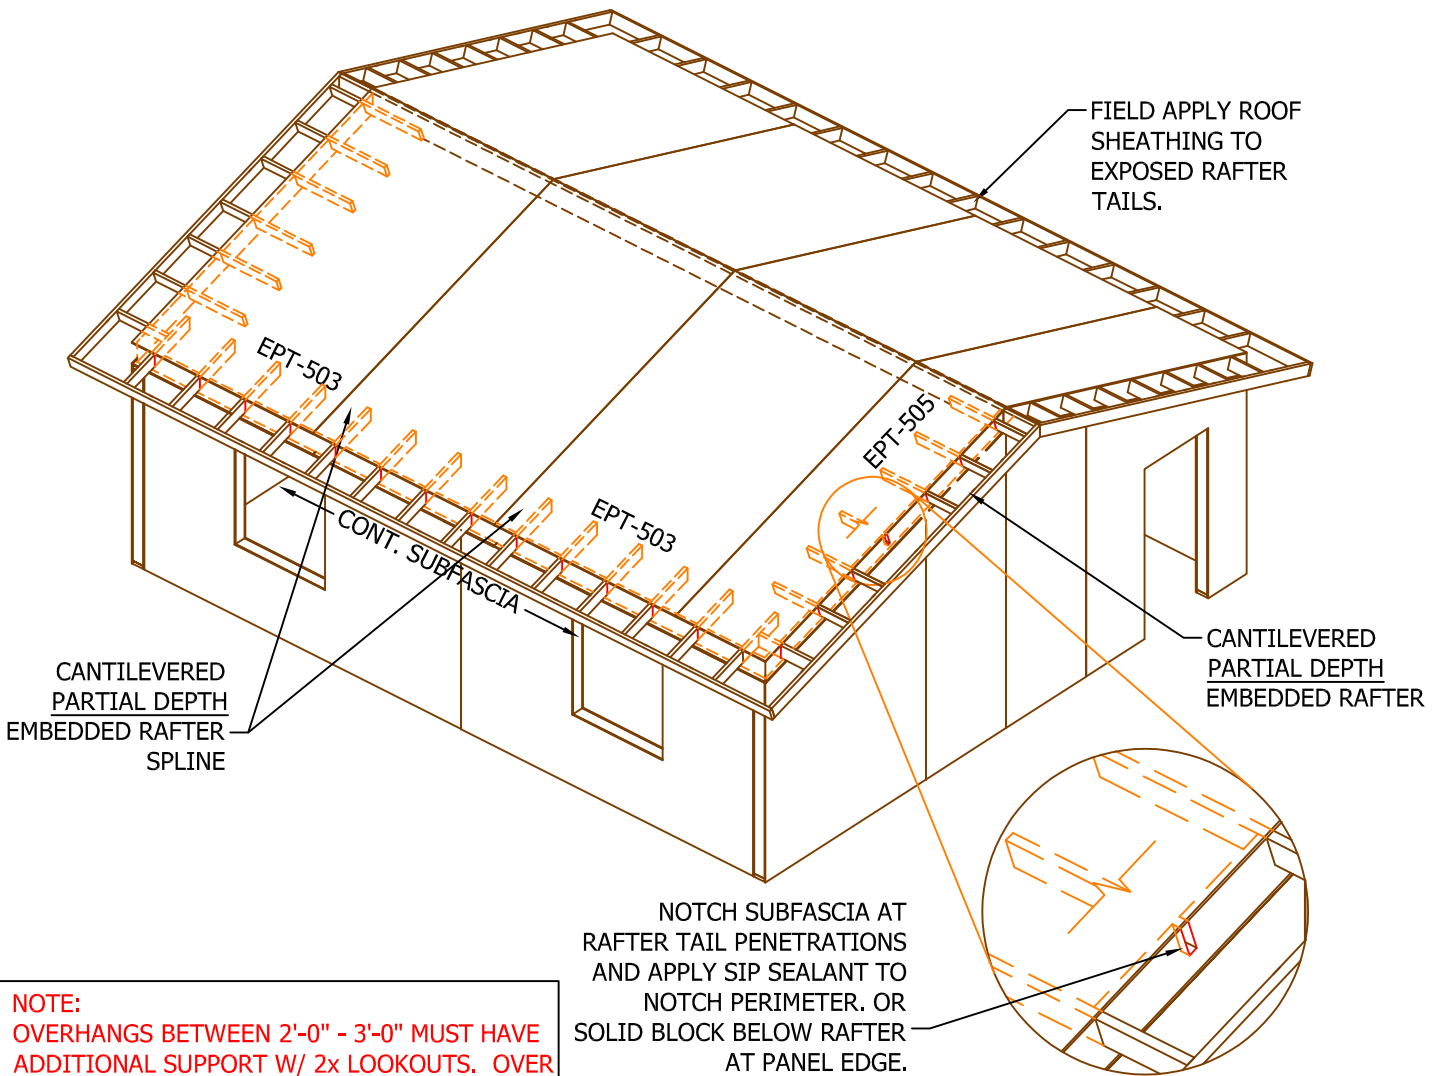 FIELD APPLY ROOF
SHEATHING TO
EXPOSED RAFTER
TAILS.
EPT-503
EPT-505
EPT-503
CONT. SUBFASCIA
CANTILEVERED
PARTIAL DEPTH
EMBEDDED RAFTER
SPLINE
CANTILEVERED
PARTIAL DEPTH
EMBEDDED RAFTER
NOTCH SUBFASCIA AT
RAFTER TAIL PENETRATIONS
AND APPLY SIP SEALANT TO
NOTCH PERIMETER. OR
SOLID BLOCK BELOW RAFTER
AT PANEL EDGE.
NOTE:
OVERHANGS BETWEEN 2'-0" - 3'-0" MUST HAVE
ADDITIONAL SUPPORT W/ 2x LOOKOUTS. OVER